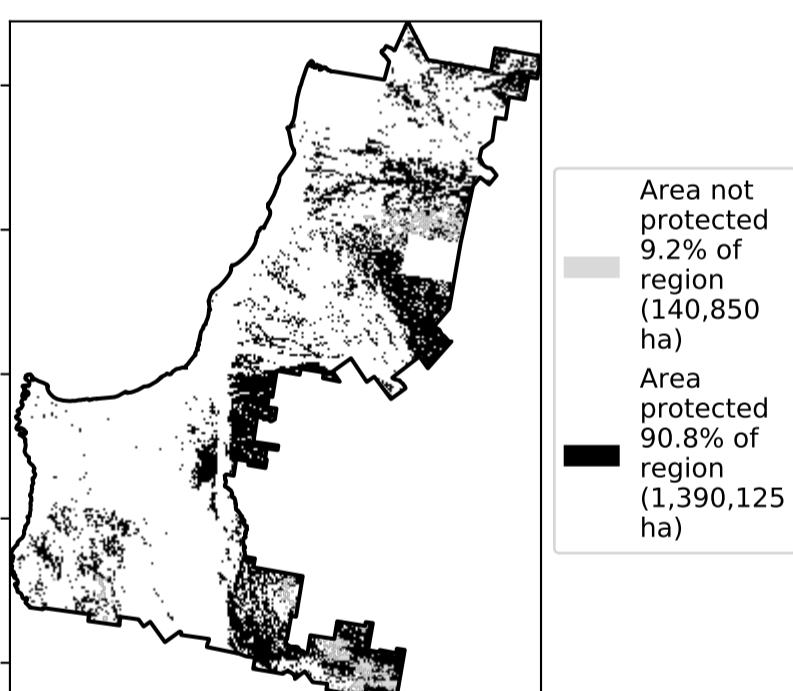 Area not
protected
9.2% of
region
(140,850
ha)
Area
protected
90.8% of
region
(1,390,125
ha)